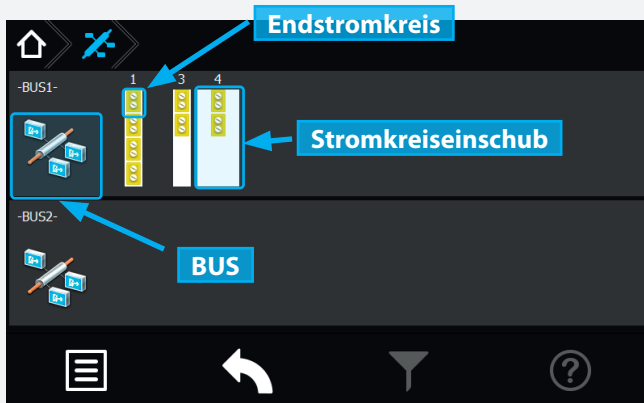 Endstromkreis
-BUS1-
1 3 4
Stromkreiseinschub
-BUS2-
BUS
?